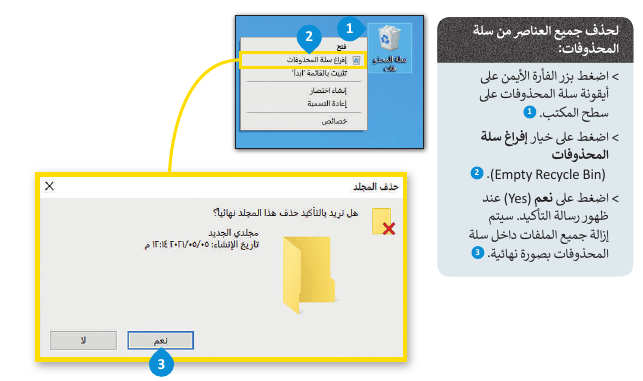 لحذف جميع العناصر من سلة
المحذوفات:
> اضغط بزر الفأرة الأيمن على
أيقونة سلة المحذوفات على
سطح المكتب. 1
> اضغط على خيار إفراغ سلة
المحذوفات
(Empty Recycle Bin). 2
> اضغط على نعم (Yes) عند
ظهور رسالة التأكيد. سيتم
إزالة جميع الملفات داخل سلة
المحذوفات بصورة نهائية. 3
1
2
سلة المحذو
فات
فتح
إفراغ سلة المحذوفات
تثبيت بالقائمة "ابدأ"
إنشاء اختصار
إعادة التسمية
خصائص
حذف المجلد
هل تريد بالتأكيد حذف هذا المجلد نهائياً؟
مجلدي الجديد
تاريخ الإنشاء: ٢٠٢١/٠٥/٠٥ ١٢:١٤ م
نعم
لا
3